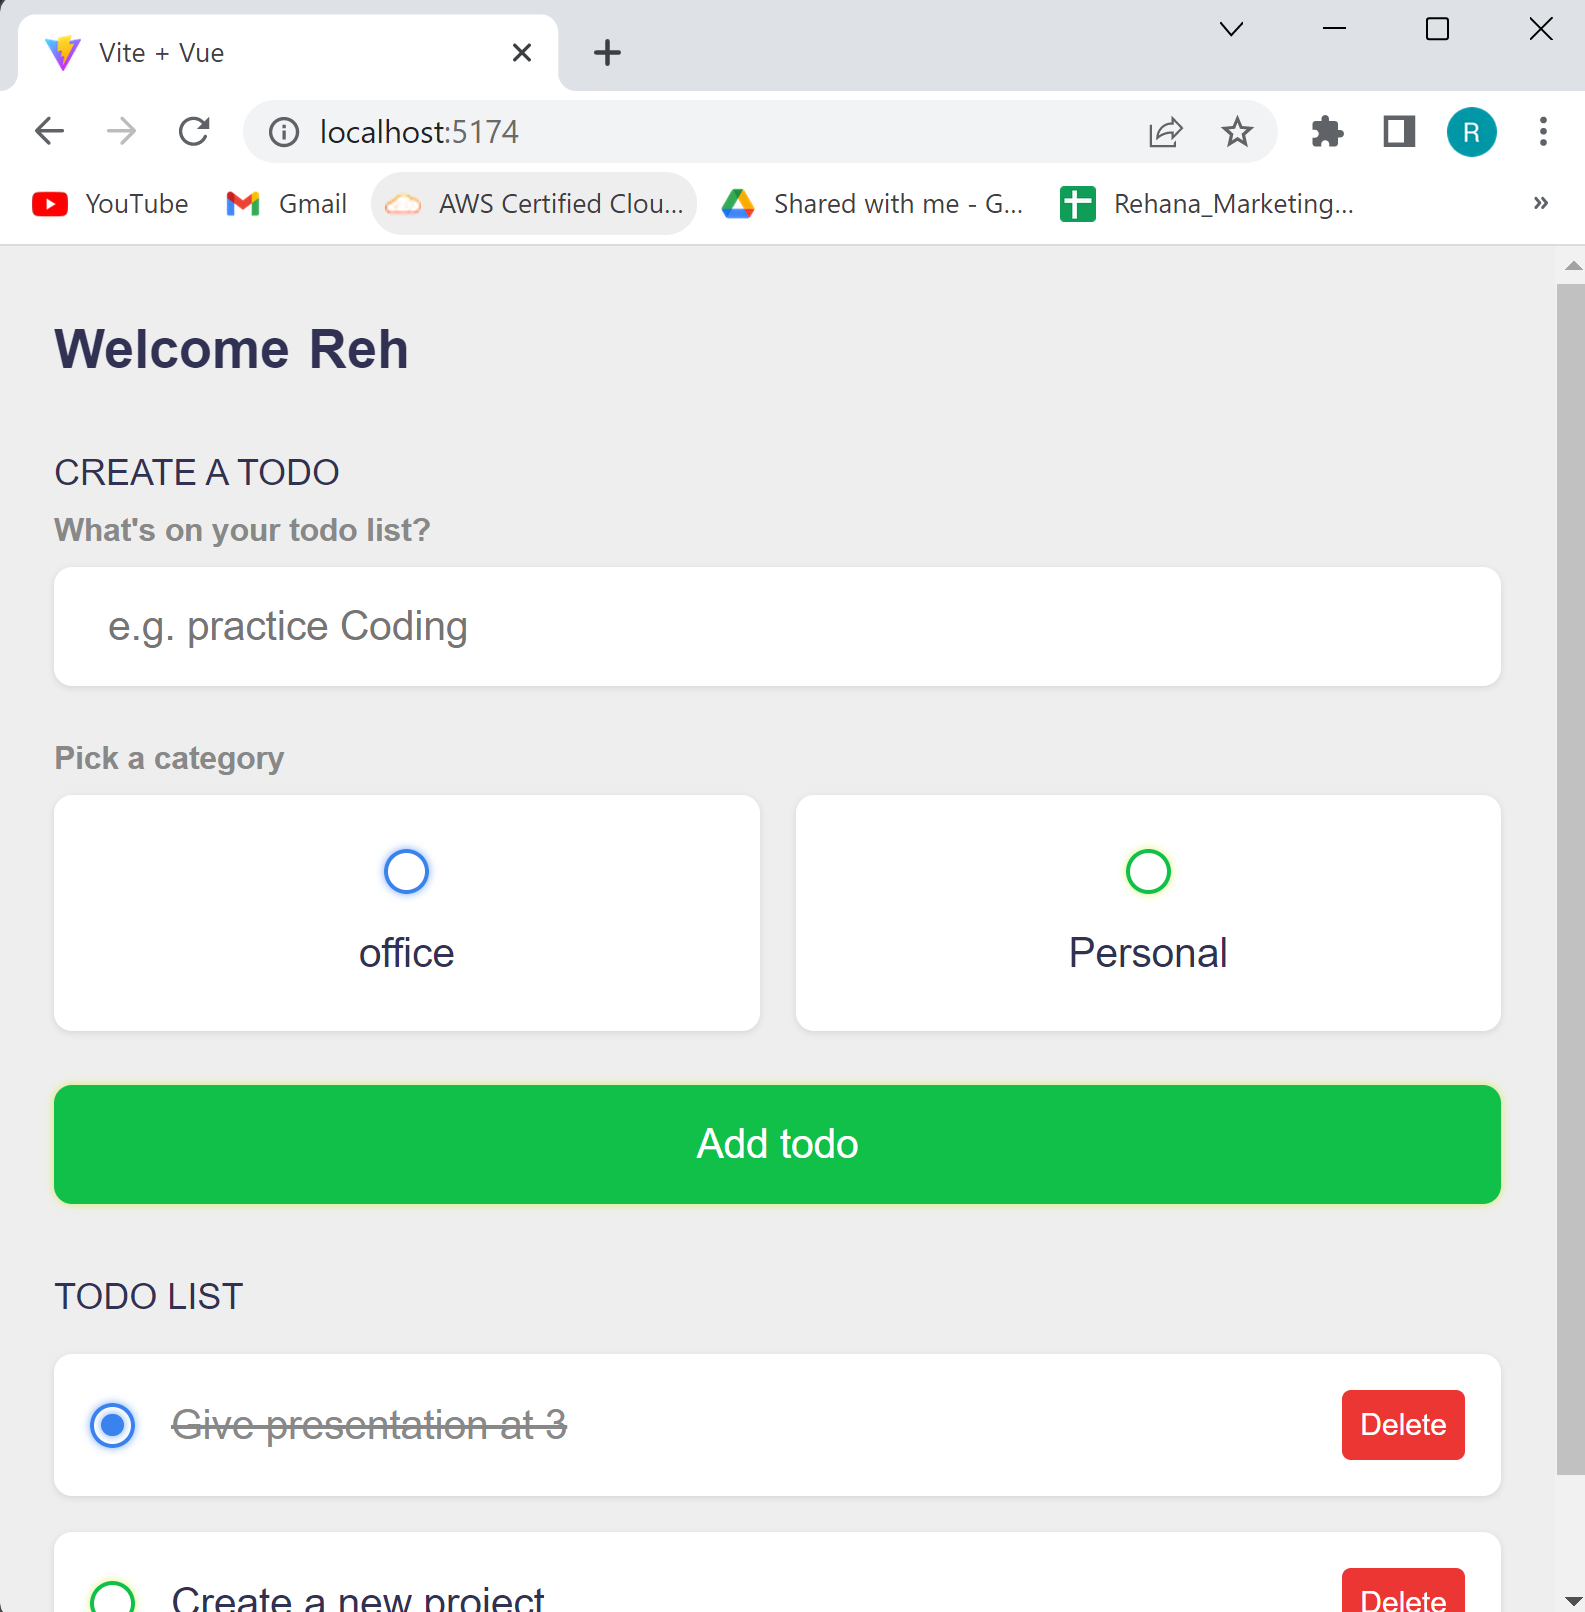 Vite + Vue
localhost:5174
R
YouTube
Gmail
AWS Certified Clou...
Shared with me - G...
Rehana_Marketing...
»
Welcome Reh
CREATE A TODO
What's on your todo list?
e.g. practice Coding
Pick a category
office
Personal
Add todo
TODO LIST
Give presentation at 3
Delete
Create a new project
Delete